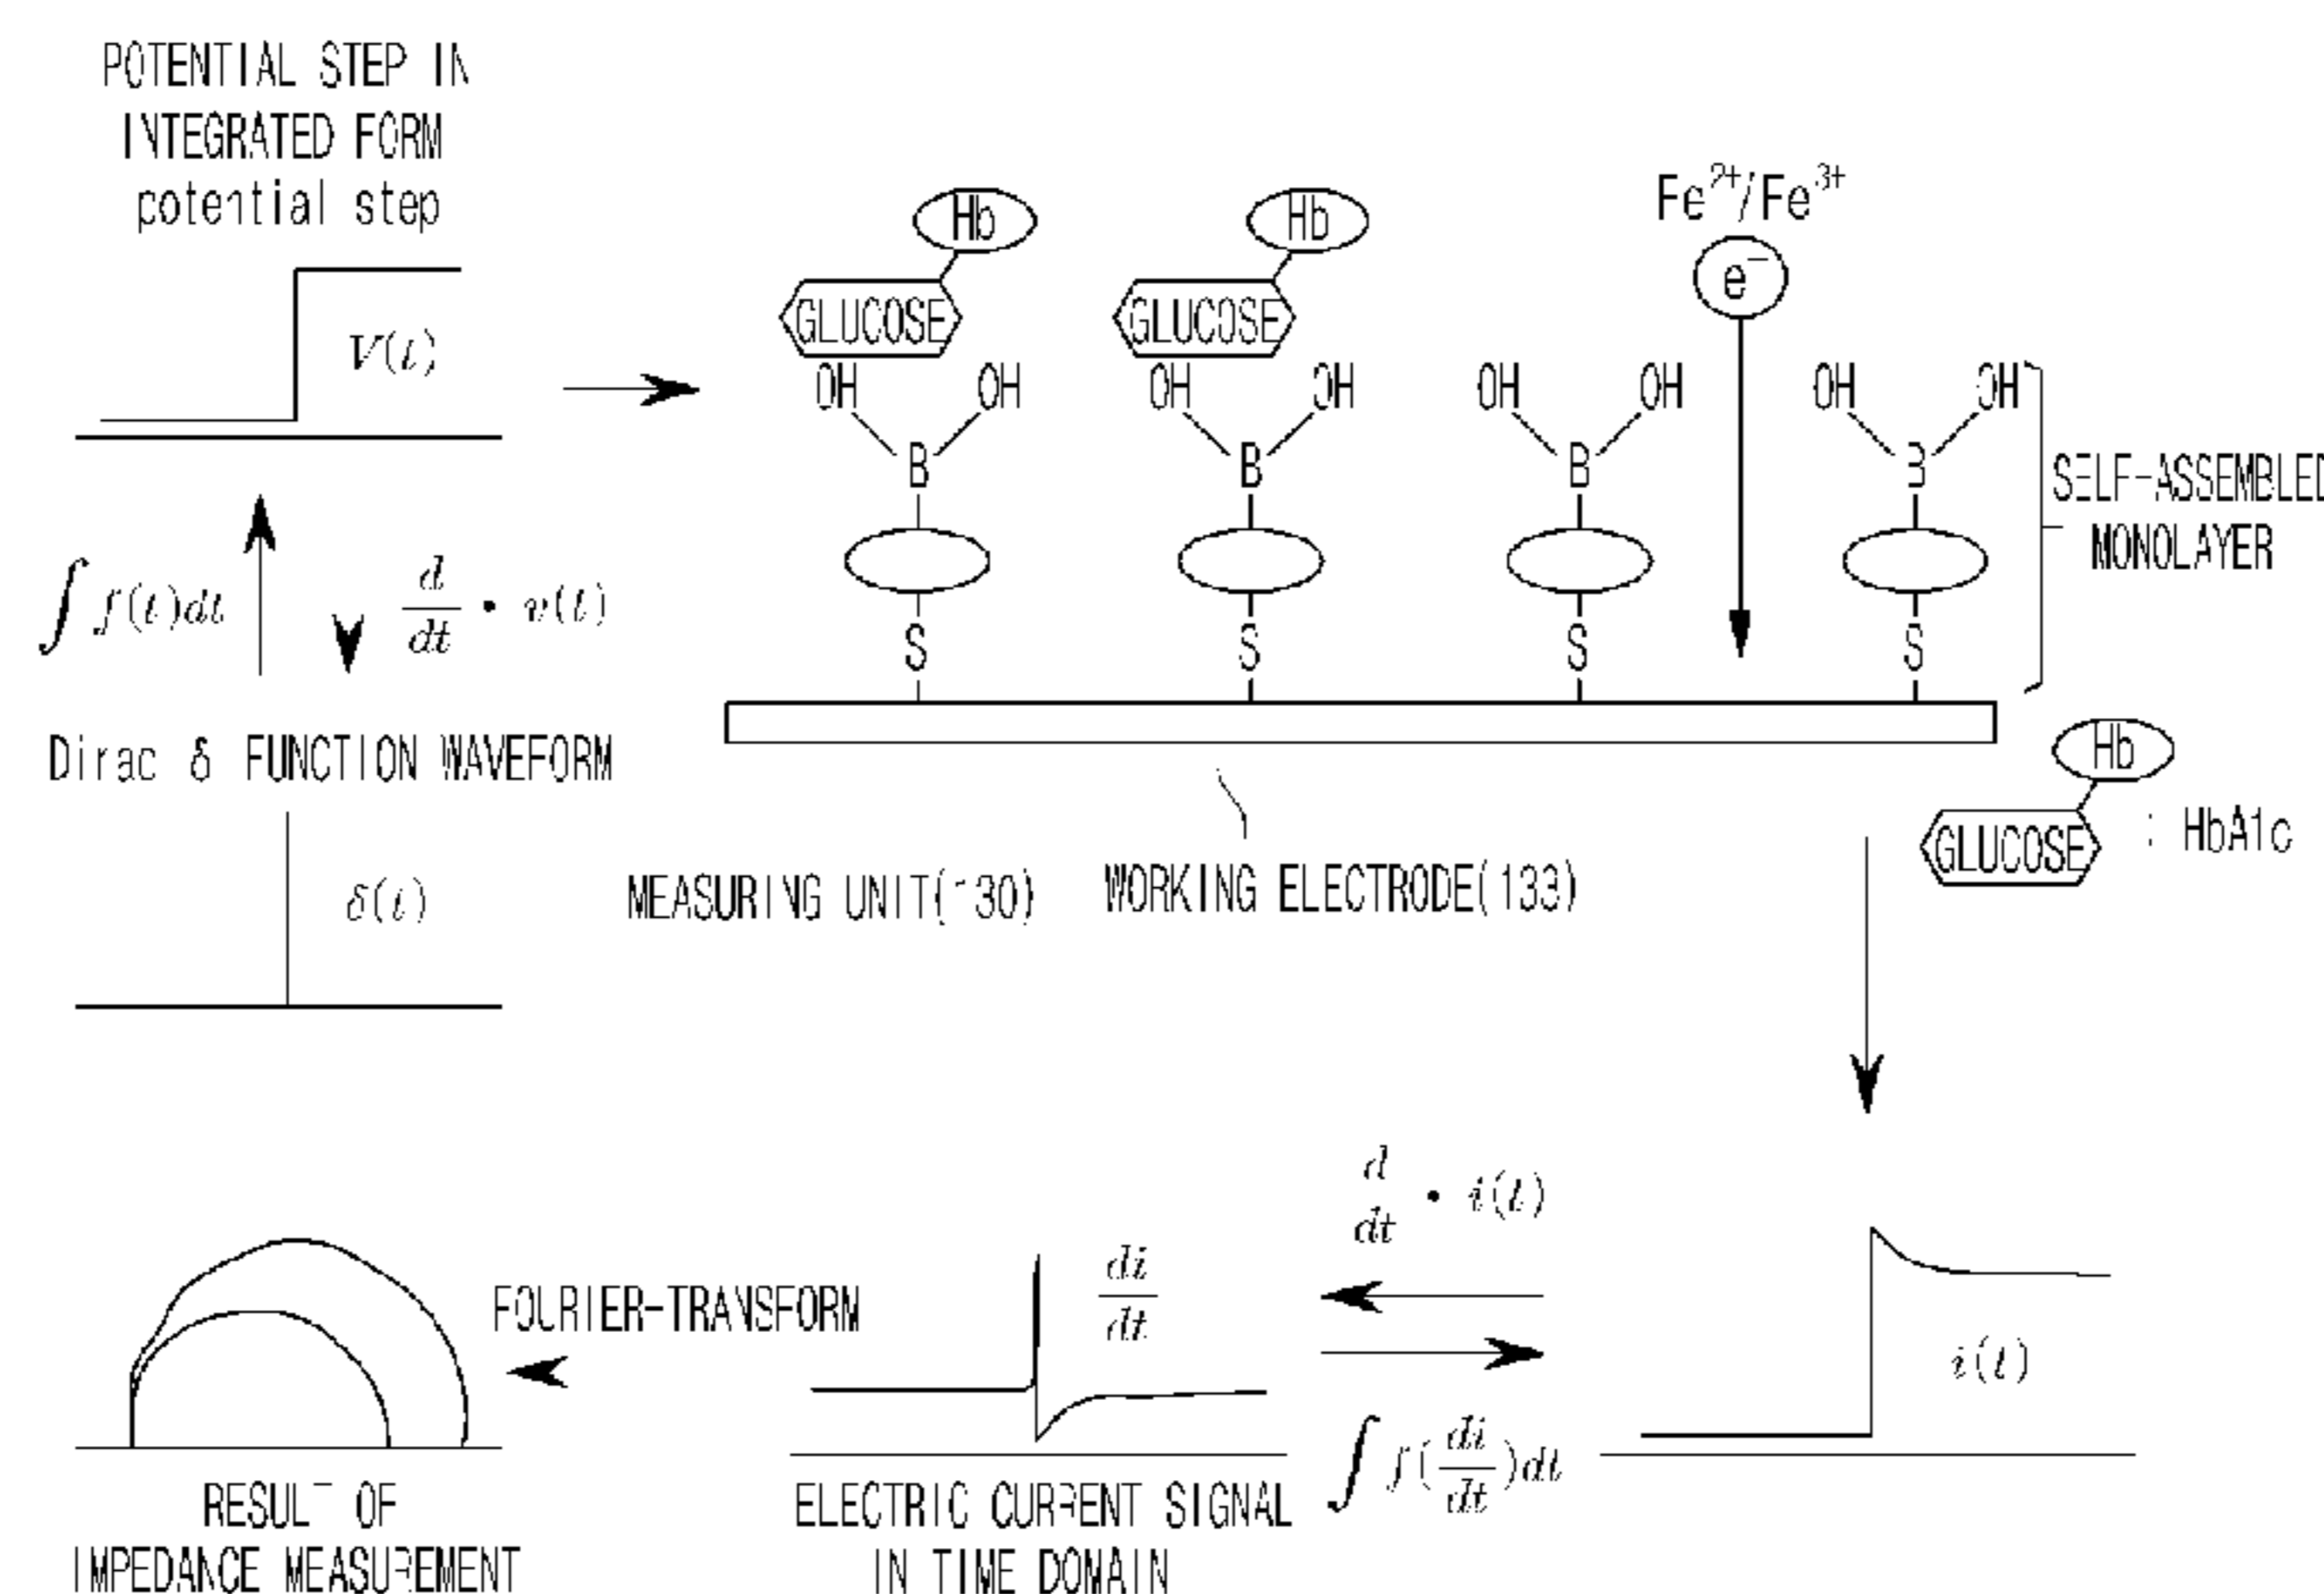 POTENTIAL STEP IN
INTEGRATED FORM
potential step
V(t)
∫ f(t)dt
d/dt • v(t)
Dirac δ FUNCTION WAVEFORM
δ(t)
Hb
GLUCOSE
Hb
GLUCOSE
Fe²⁺/Fe³⁺
e⁻
OH OH OH OH OH OH OH OH
B B B B
S S S S
SELF-ASSEMBLED
MONOLAYER
MEASURING UNIT(130)
WORKING ELECTRODE(133)
Hb
GLUCOSE : HbA1c
d/dt • i(t)
∫ f(di/dt)dt
i(t)
di/dt
ELECTRIC CURRENT SIGNAL
IN TIME DOMAIN
FOURIER-TRANSFORM
RESULT OF
IMPEDANCE MEASUREMENT